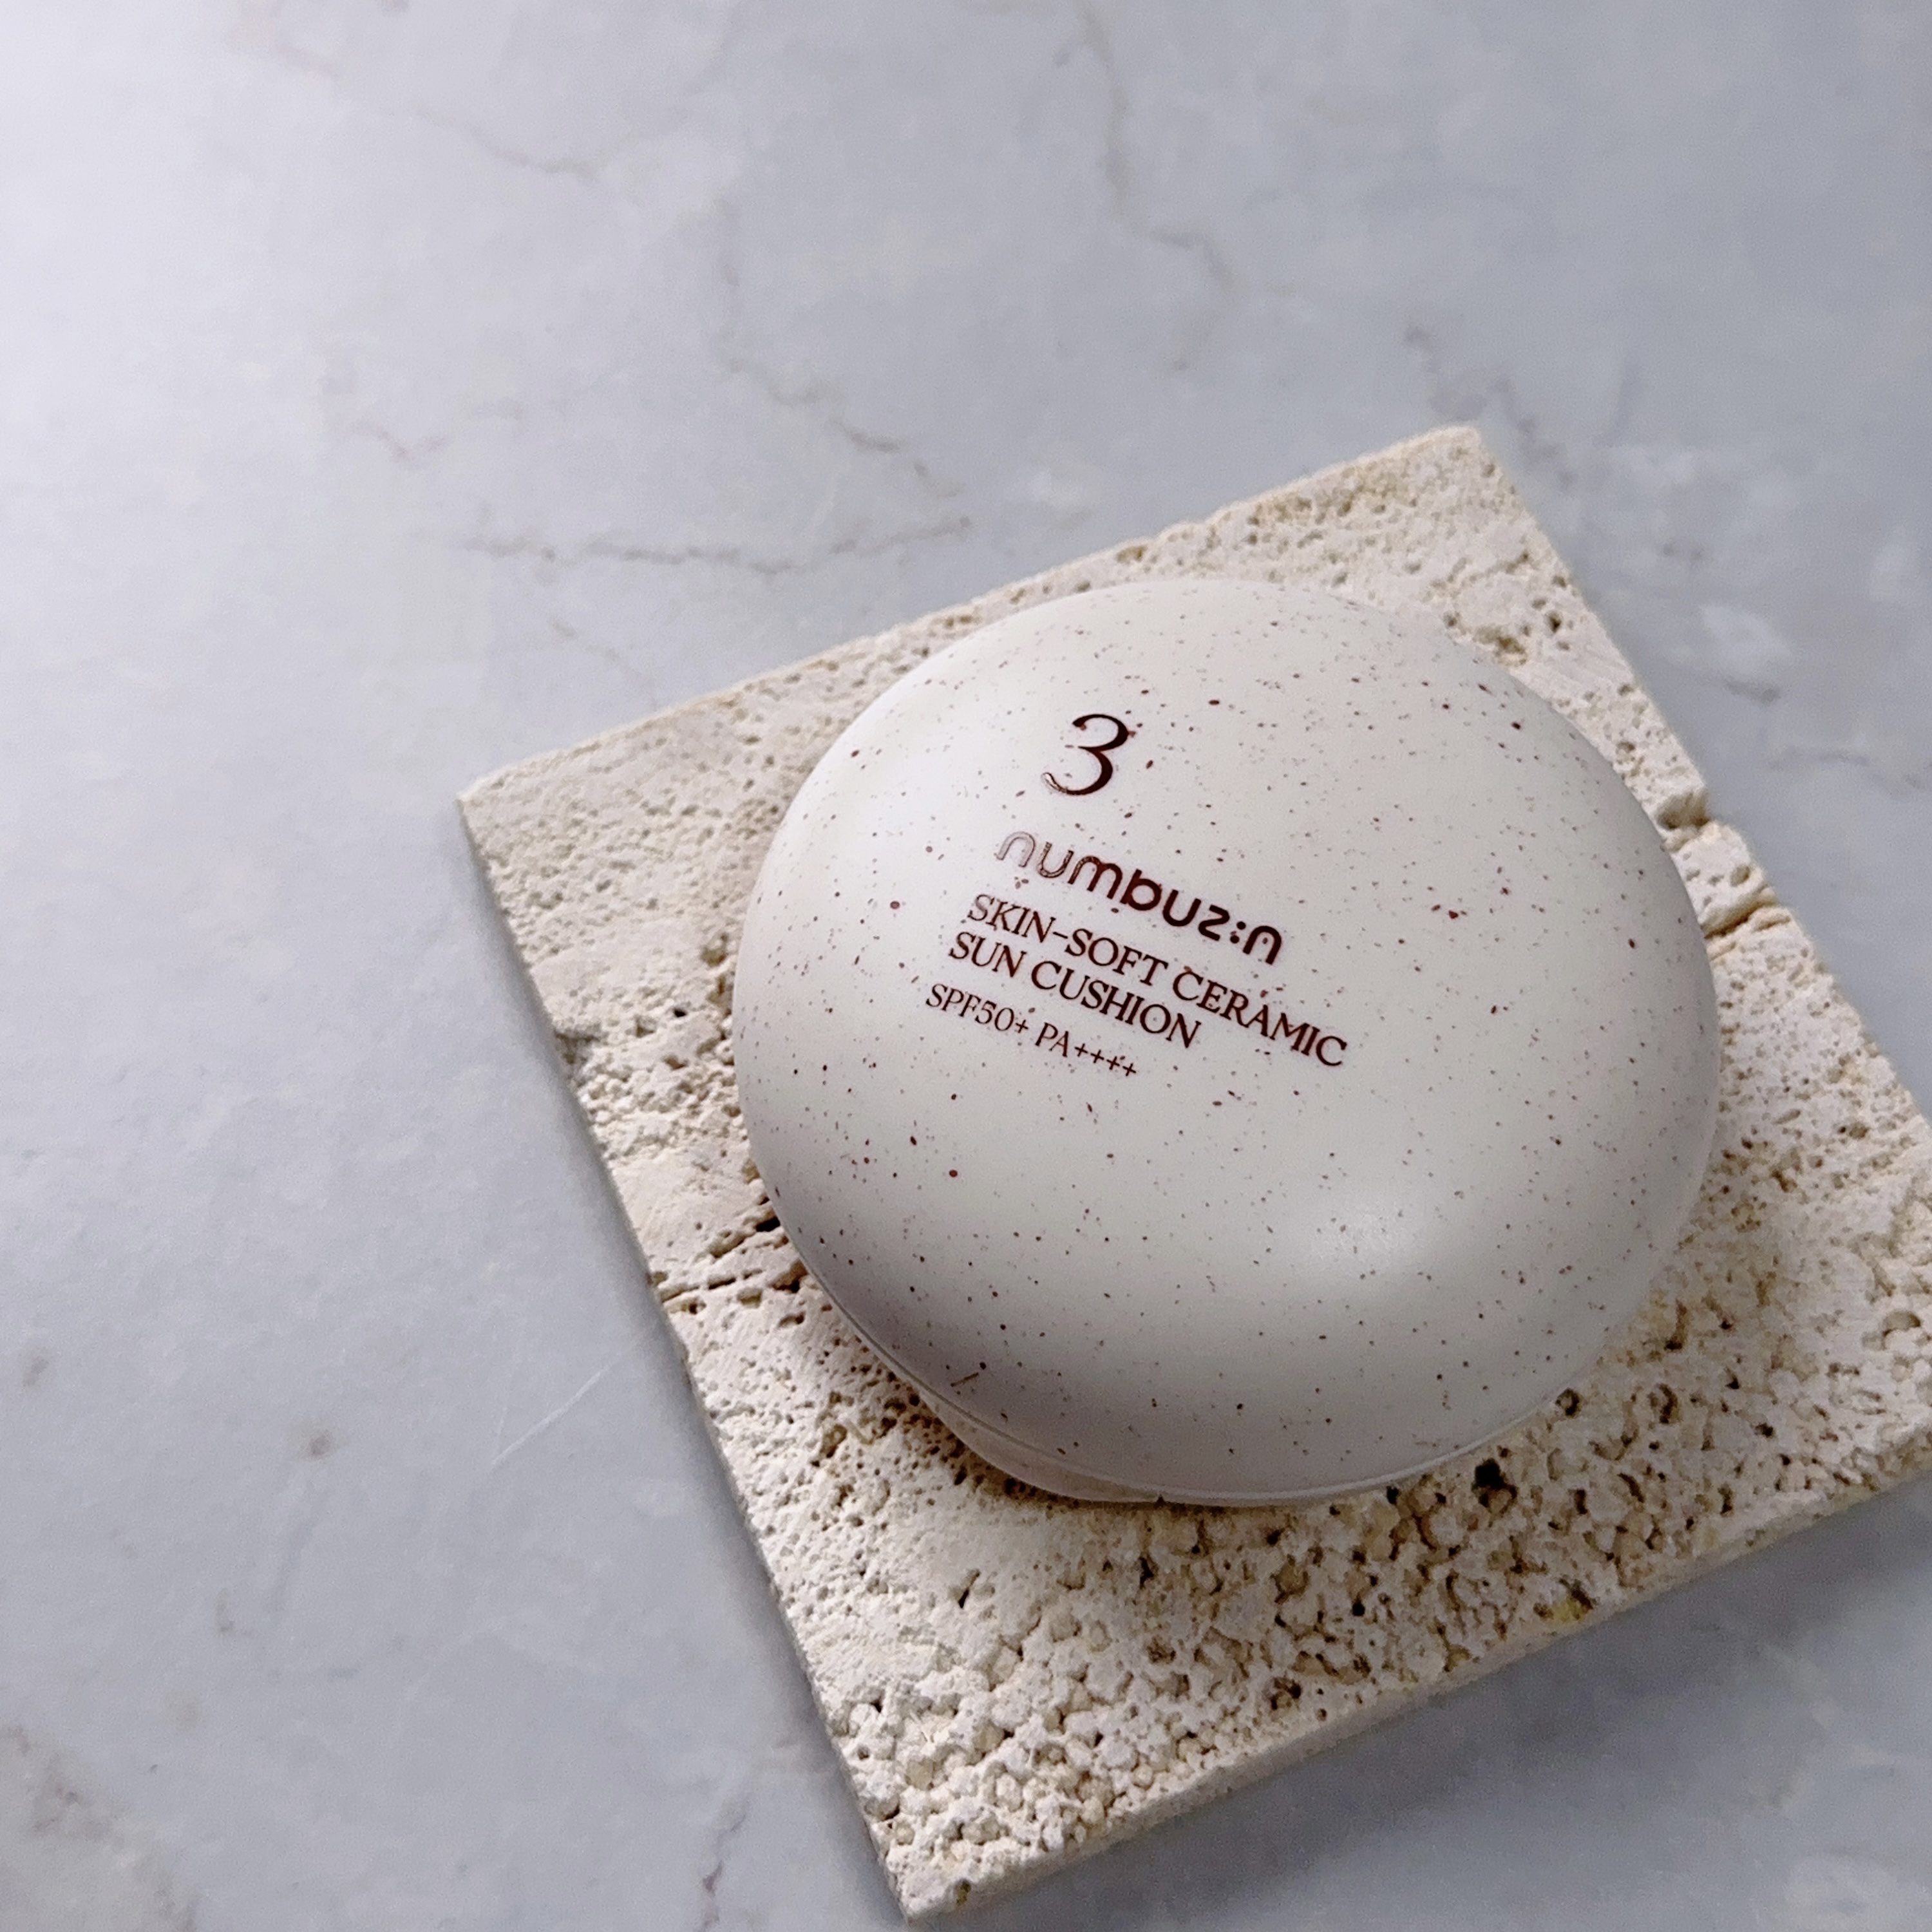 3
numbuz:n
SKIN-SOFT CERAMIC
SUN CUSHION
SPF50+ PA++++